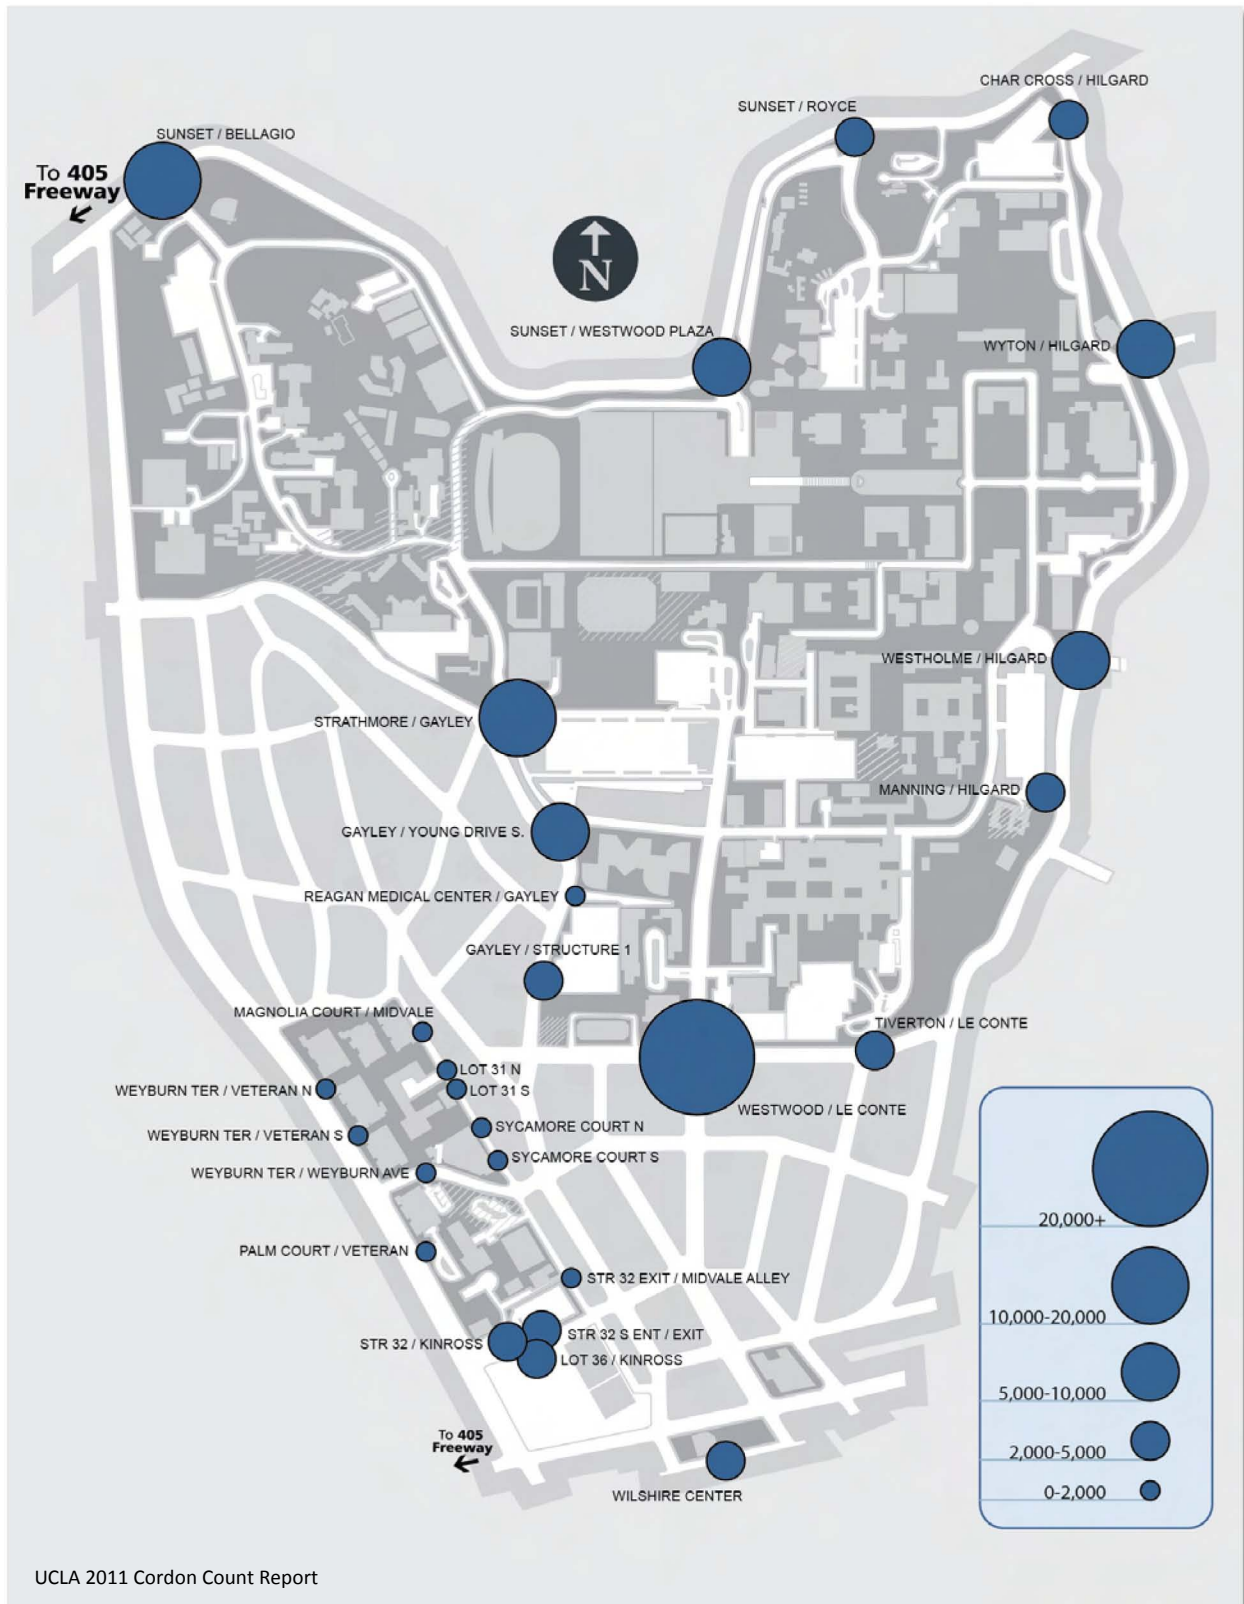 CHAR CROSS / HILGARD
SUNSET / ROYCE
SUNSET / BELLAGIO
To 405
Freeway
N
SUNSET / WESTWOOD PLAZA
WYTON / HILGARD
WESTHOLME / HILGARD
STRATHMORE / GAYLEY
MANNING / HILGARD
GAYLEY / YOUNG DRIVE S.
REAGAN MEDICAL CENTER / GAYLEY
GAYLEY / STRUCTURE 1
MAGNOLIA COURT / MIDVALE
TIVERTON / LE CONTE
LOT 31 N
WEYBURN TER / VETERAN N
LOT 31 S
WESTWOOD / LE CONTE
SYCAMORE COURT N
WEYBURN TER / VETERAN S
SYCAMORE COURT S
WEYBURN TER / WEYBURN AVE
20,000+
PALM COURT / VETERAN
STR 32 EXIT / MIDVALE ALLEY
10,000-20,000
STR 32 S ENT / EXIT
STR 32 / KINROSS
LOT 36 / KINROSS
5,000-10,000
To 405
Freeway
2,000-5,000
0-2,000
WILSHIRE CENTER
UCLA 2011 Cordon Count Report